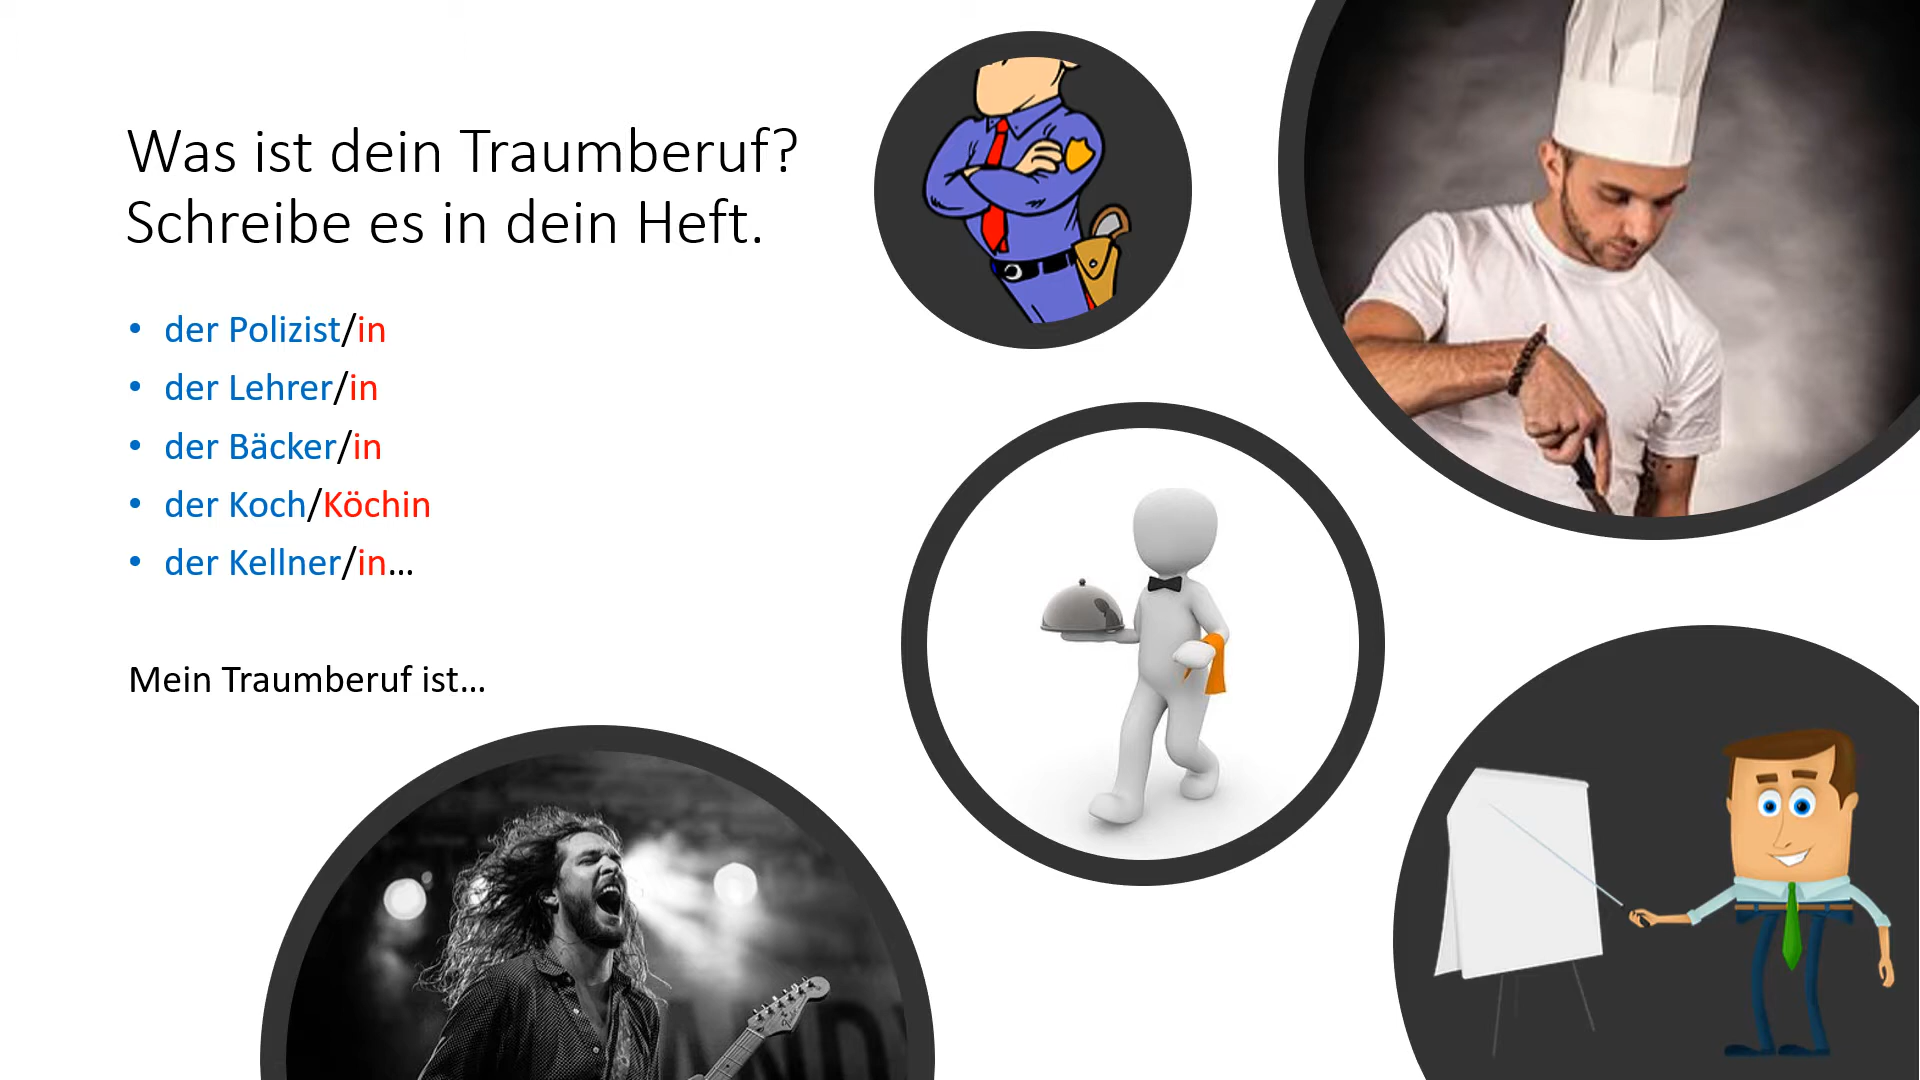 Was ist dein Traumberuf?
Schreibe es in dein Heft.
• der Polizist/in
• der Lehrer/in
• der Bäcker/in
• der Koch/Köchin
• der Kellner/in...
Mein Traumberuf ist...